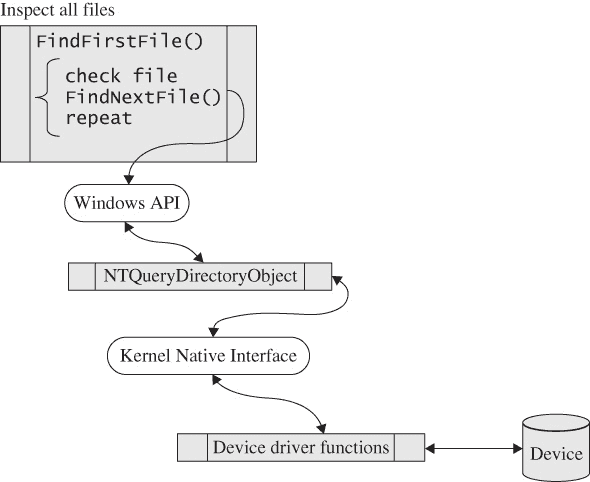 Inspect all files
FindFirstFile()
check file
FindNextFile()
repeat
Windows API
NTQueryDirectoryObject
Kernel Native Interface
Device driver functions
Device